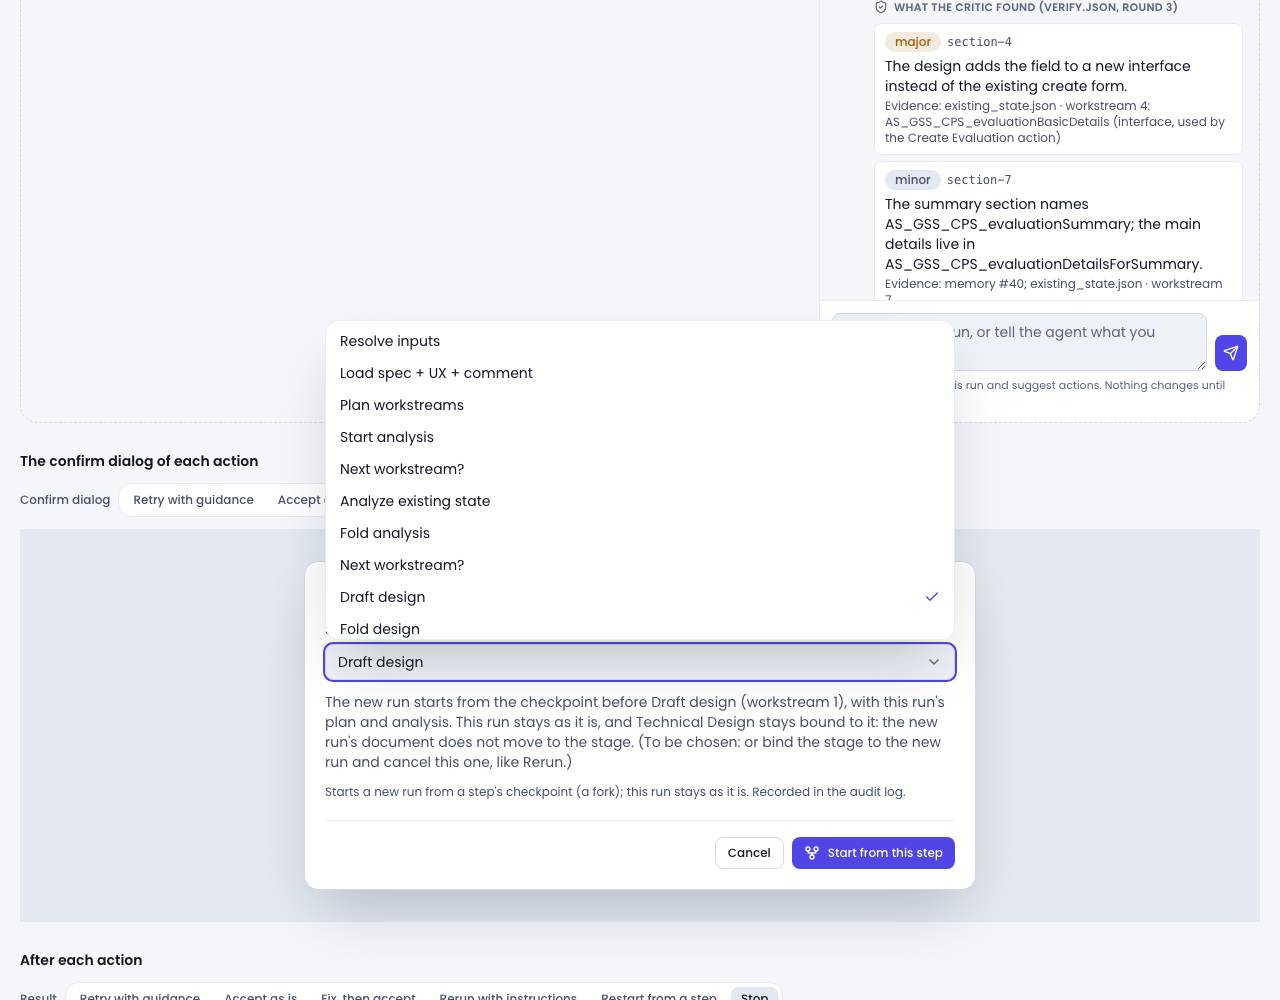 WHAT THE CRITIC FOUND (VERIFY.JSON, ROUND 3)
major section-4
The design adds the field to a new interface
instead of the existing create form.
Evidence: existing_state.json · workstream 4:
AS_GSS_CPS_evaluationBasicDetails (interface, used by
the Create Evaluation action)
minor section-7
The summary section names
AS_GSS_CPS_evaluationSummary; the main
details live in
AS_GSS_CPS_evaluationDetailsForSummary.
Evidence: memory #40; existing_state.json · workstream
un, or tell the agent what you
is run and suggest actions. Nothing changes until
The confirm dialog of each action
Confirm dialog Retry with guidance Accept
Resolve inputs
Load spec + UX + comment
Plan workstreams
Start analysis
Next workstream?
Analyze existing state
Fold analysis
Next workstream?
Draft design
Fold design
Draft design
The new run starts from the checkpoint before Draft design (workstream 1), with this run's
plan and analysis. This run stays as it is, and Technical Design stays bound to it: the new
run's document does not move to the stage. (To be chosen: or bind the stage to the new
run and cancel this one, like Rerun.)
Starts a new run from a step's checkpoint (a fork); this run stays as it is. Recorded in the audit log.
Cancel Start from this step
After each action
Result Retry with guidance Accept as is Fix, then accept Rerun with instructions Restart from a step Stop